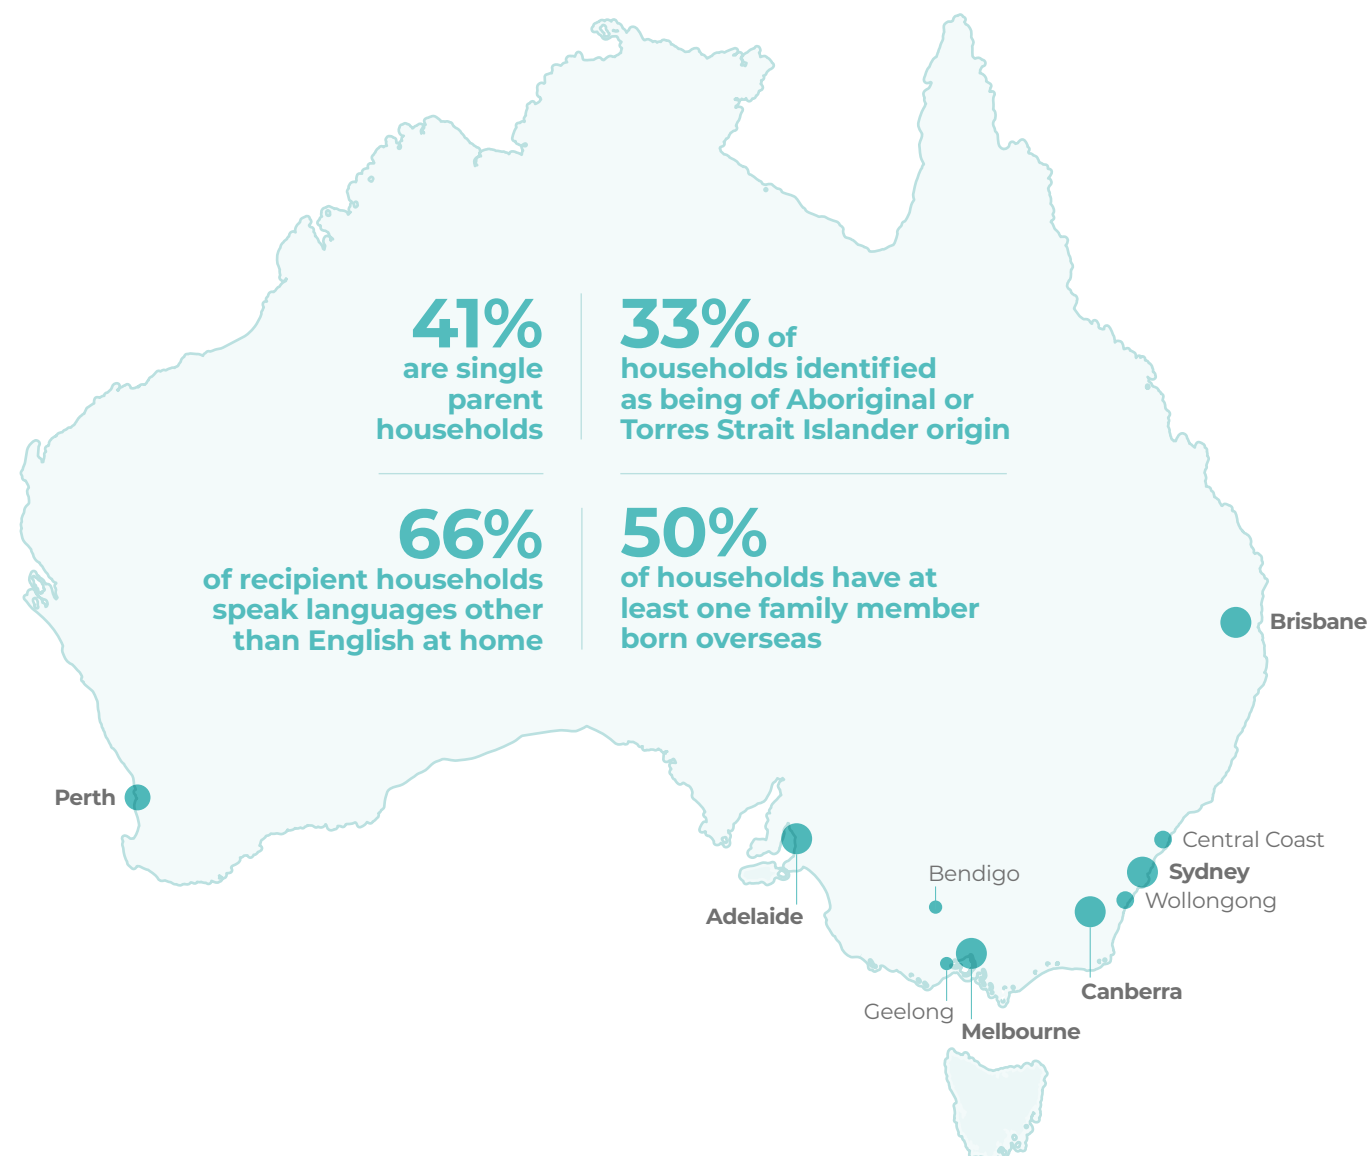 41%
are single
parent
households
33% of
households identified
as being of Aboriginal or
Torres Strait Islander origin
66%
of recipient households
speak languages other
than English at home
50%
of households have at
least one family member
born overseas
Brisbane
Perth
Central Coast
Sydney
Bendigo
Wollongong
Adelaide
Canberra
Geelong
Melbourne